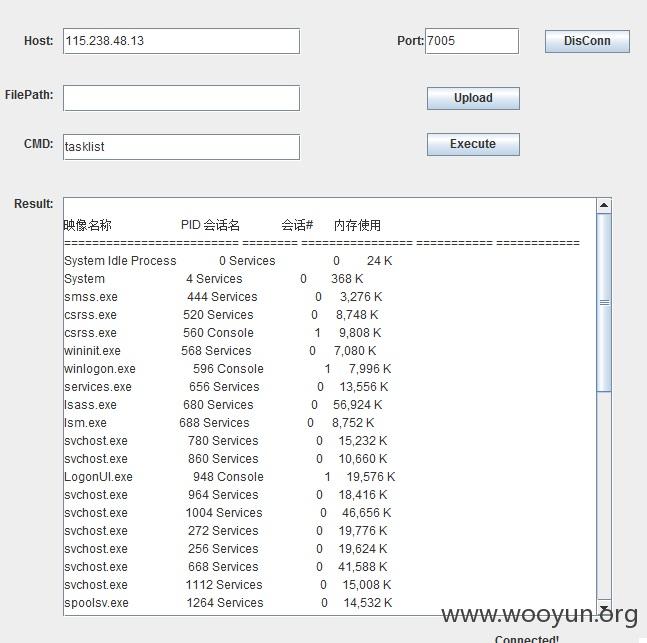 Host: 115.238.48.13 Port: 7005 DisConn
FilePath: Upload
CMD: tasklist Execute
Result:
映像名称 PID 会话名 会话# 内存使用
========================= ======== ================ =========== ============
System Idle Process 0 Services 0 24 K
System 4 Services 0 368 K
smss.exe 444 Services 0 3,276 K
csrss.exe 520 Services 0 8,748 K
csrss.exe 560 Console 1 9,808 K
wininit.exe 568 Services 0 7,080 K
winlogon.exe 596 Console 1 7,996 K
services.exe 656 Services 0 13,556 K
lsass.exe 680 Services 0 56,924 K
lsm.exe 688 Services 0 8,752 K
svchost.exe 780 Services 0 15,232 K
svchost.exe 860 Services 0 10,660 K
LogonUI.exe 948 Console 1 19,576 K
svchost.exe 964 Services 0 18,416 K
svchost.exe 1004 Services 0 46,656 K
svchost.exe 272 Services 0 19,776 K
svchost.exe 256 Services 0 19,624 K
svchost.exe 668 Services 0 41,588 K
svchost.exe 1112 Services 0 15,008 K
spoolsv.exe 1264 Services 0 14,532 K
www.wooyun.org
Connected!